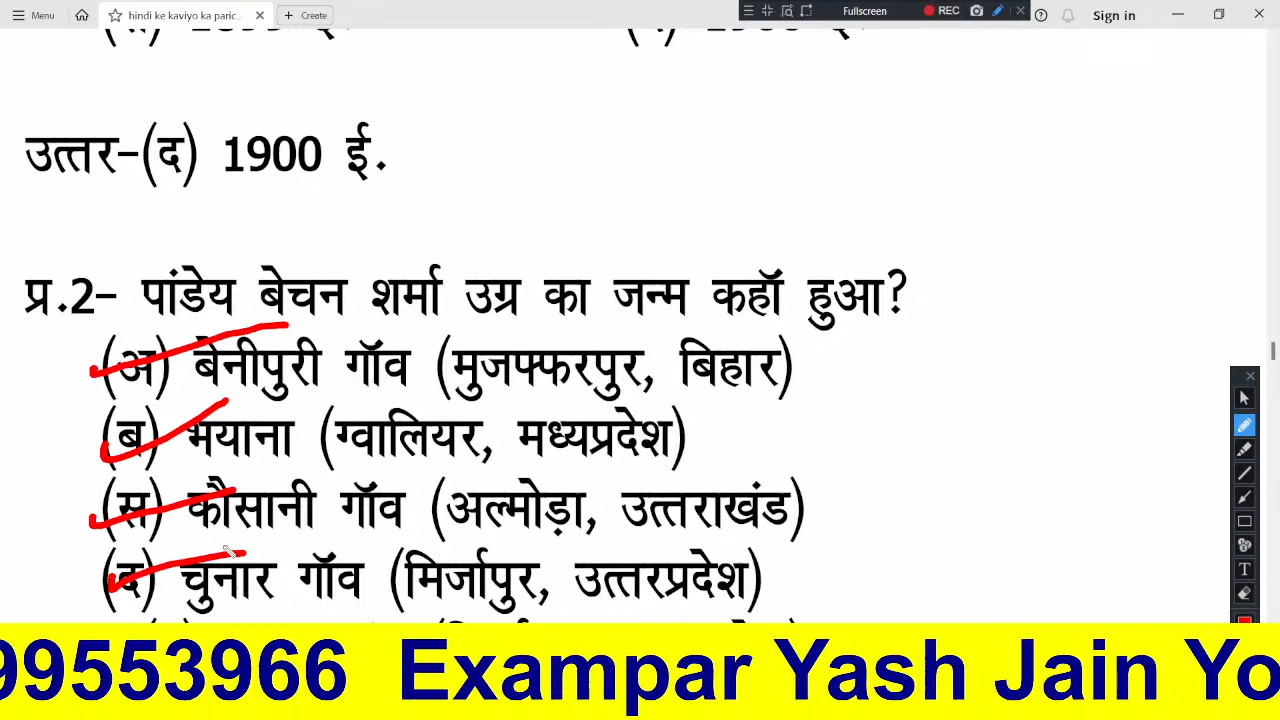 Menu
hindi ke kaviyo ka paric...
Create
Fullscreen
REC
Sign in
उत्तर-(द) 1900 ई.
प्र.2- पांडेय बेचन शर्मा उग्र का जन्म कहॉ हुआ?
(अ) बेनीपुरी गॉव (मुजफ्फरपुर, बिहार)
(ब) भयाना (ग्वालियर, मध्यप्रदेश)
(स) कौसानी गॉव (अल्मोड़ा, उत्तराखंड)
(द) चुनार गॉव (मिर्जापुर, उत्तरप्रदेश)
99553966 Exampar Yash Jain Yo